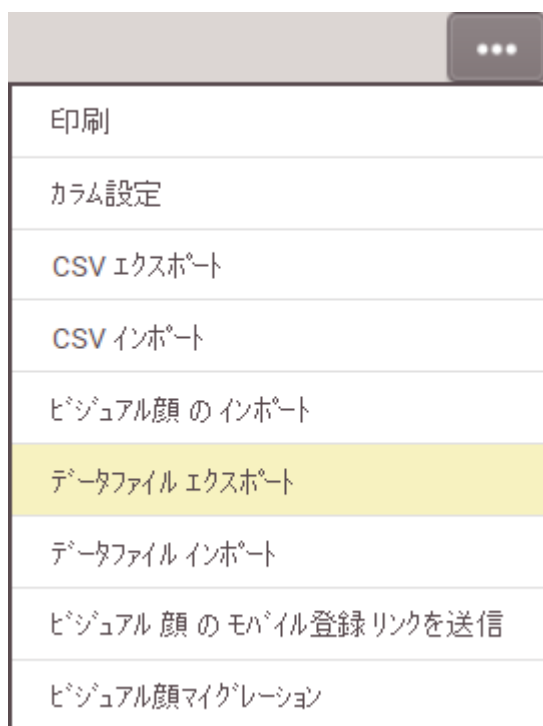 印刷
カラム設定
CSV エクスポート
CSV インポート
ビジュアル顔 の インポート
データファイル エクスポート
データファイル インポート
ビジュアル 顔 の モバイル登録 リンクを送信
ビジュアル顔マイグレーション